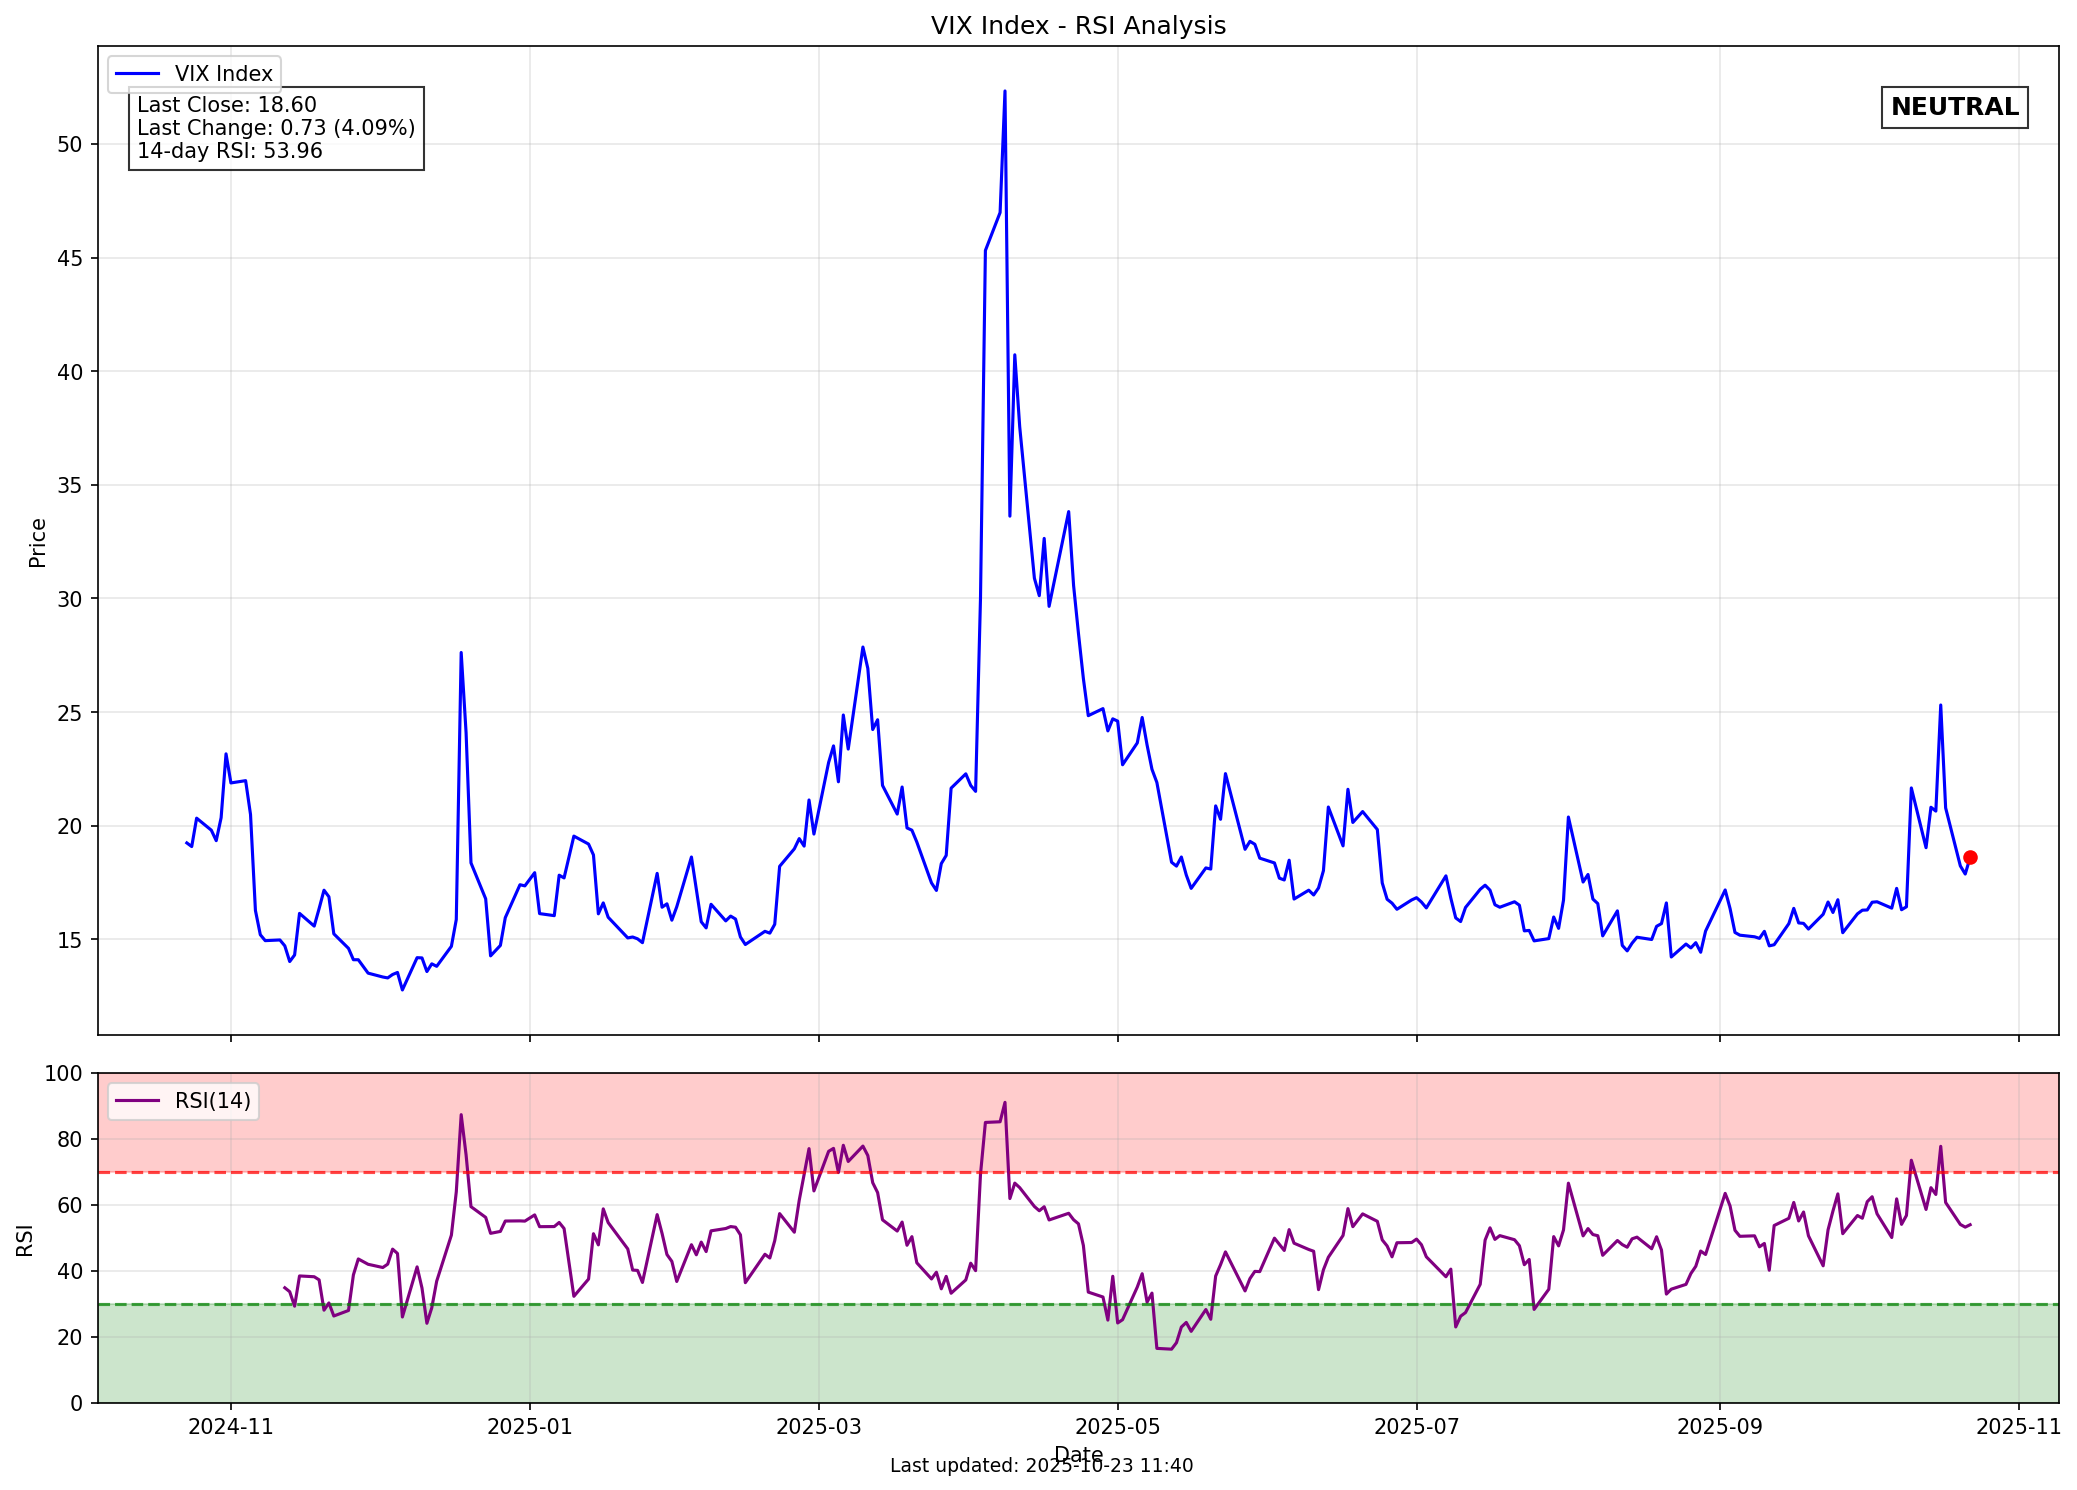 VIX Index - RSI Analysis
VIX Index
Last Close: 18.60
Last Change: 0.73 (4.09%)
14-day RSI: 53.96
NEUTRAL
Price
50
45
40
35
30
25
20
15
RSI(14)
RSI
100
80
60
40
20
0
2024-11
2025-01
2025-03
2025-05
2025-07
2025-09
2025-11
Date
Last updated: 2025-10-23 11:40